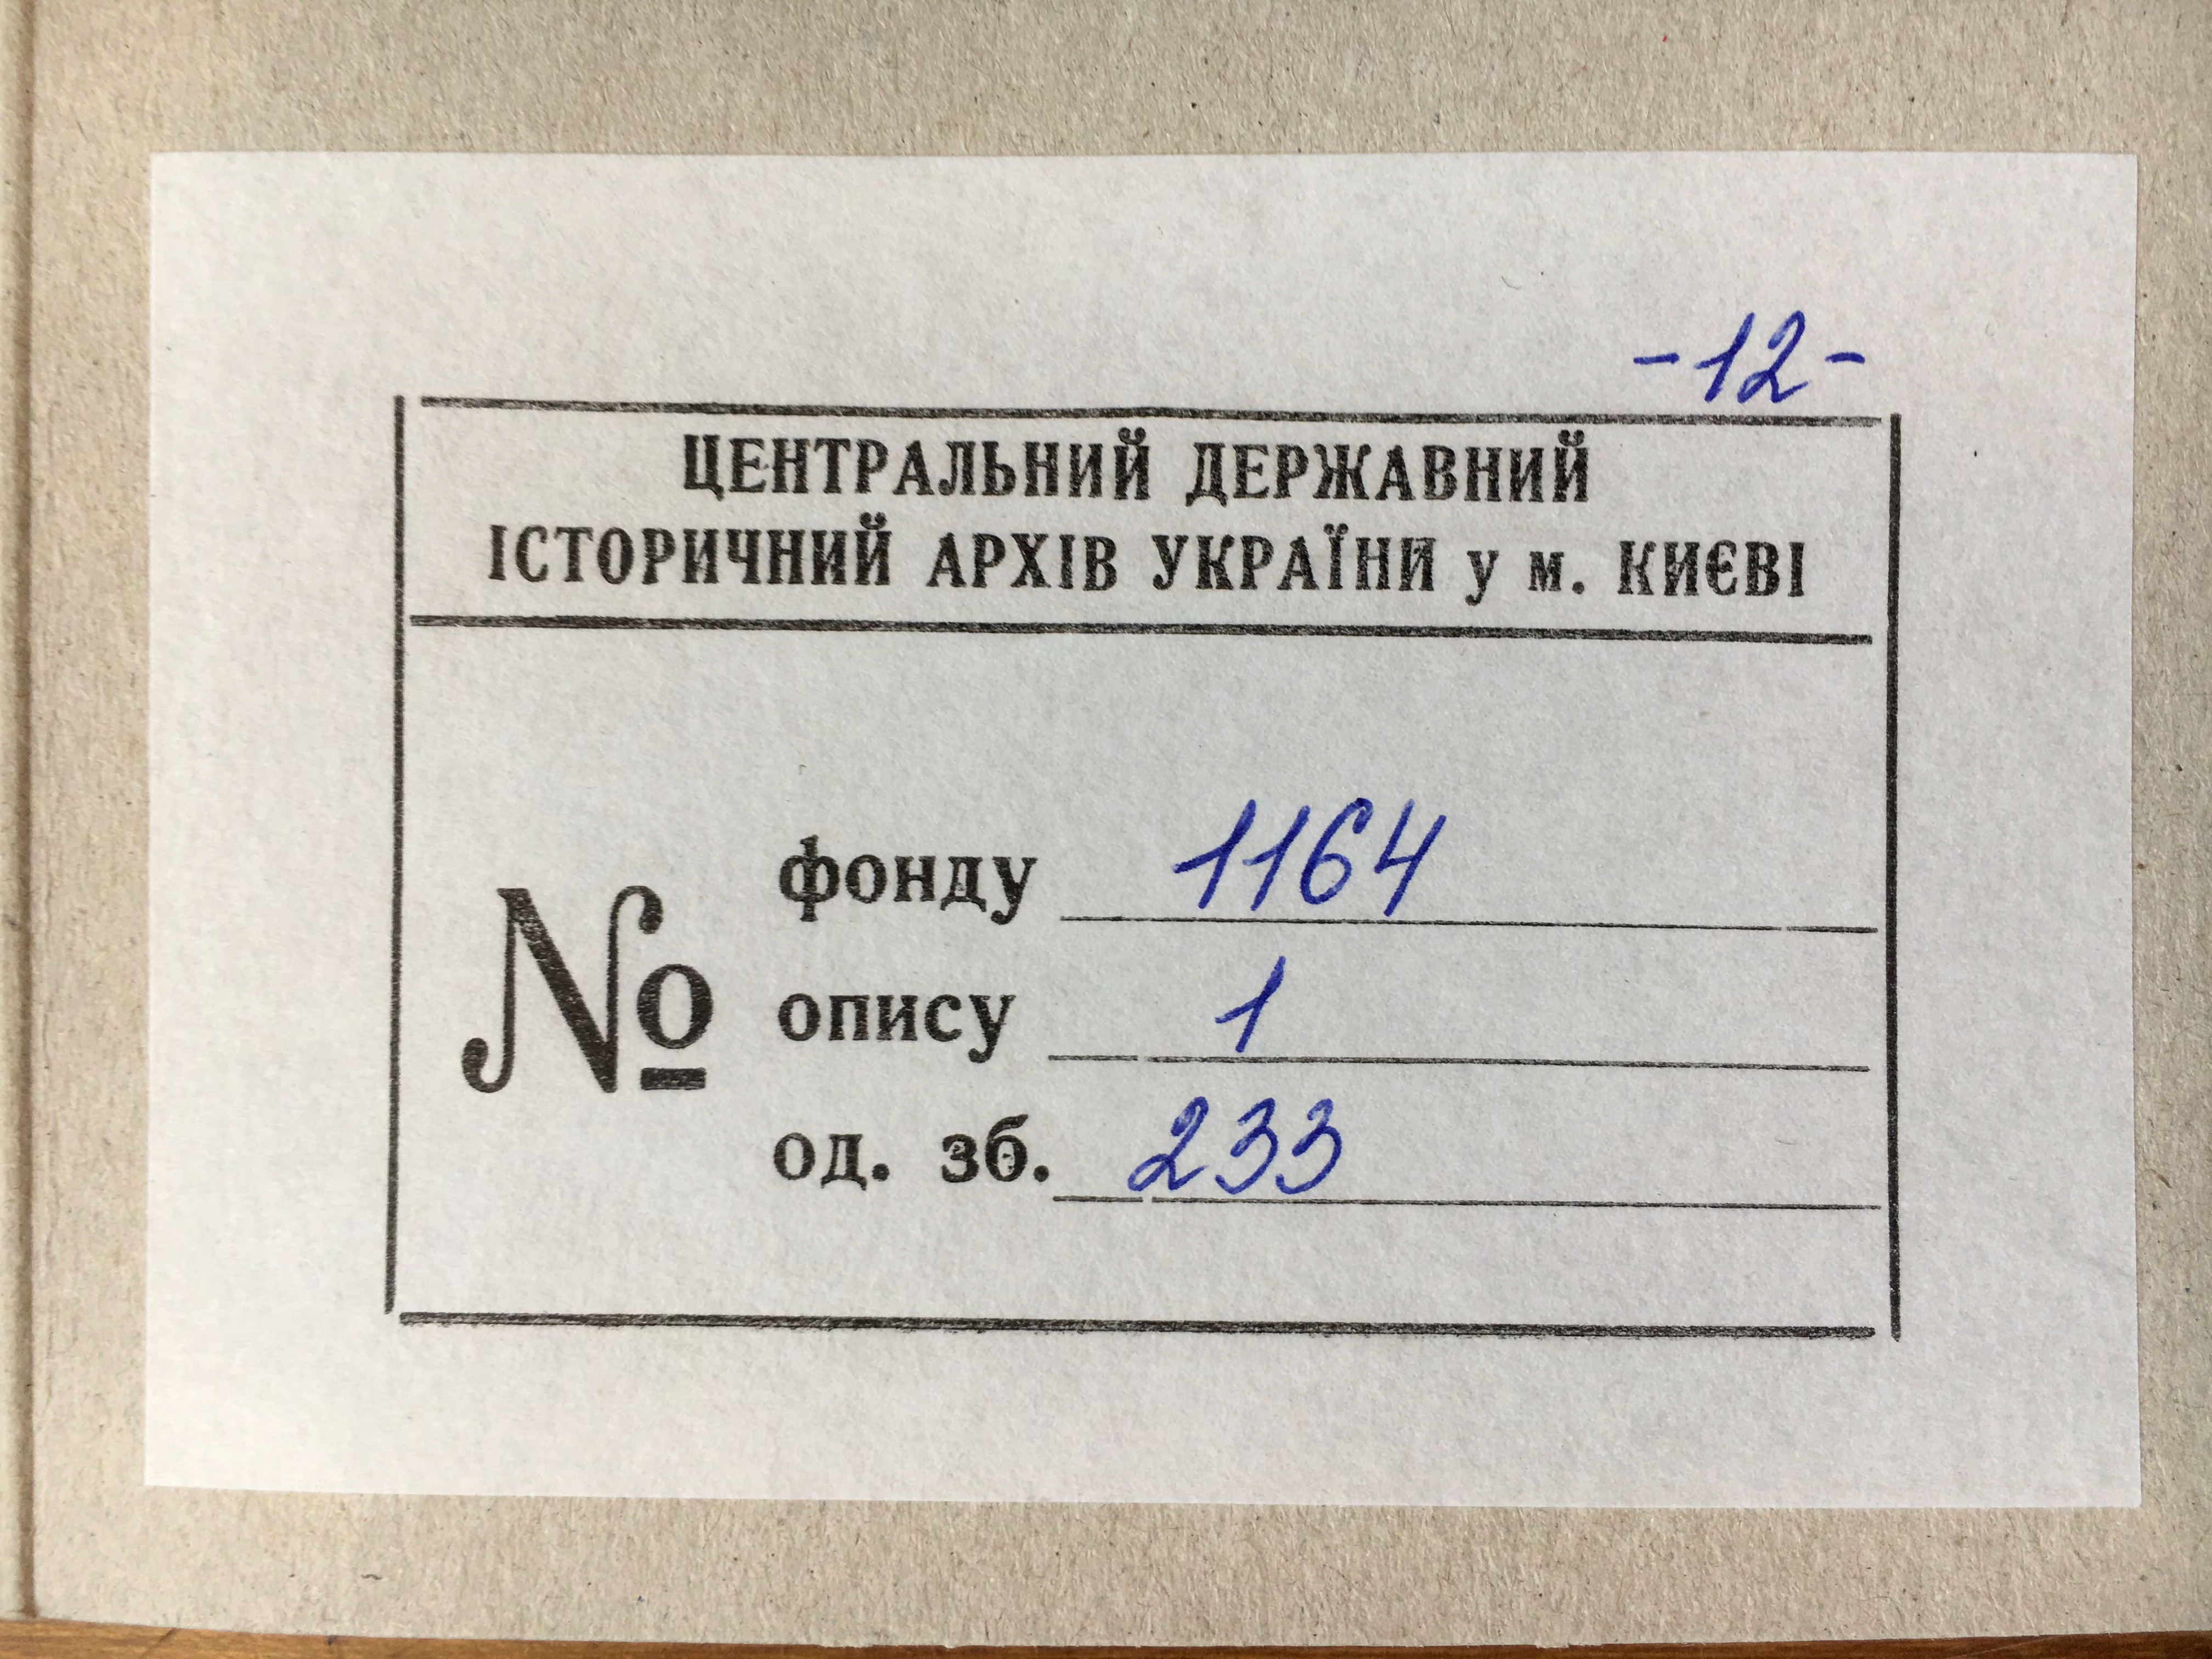 -12-
ЦЕНТРАЛЬНИЙ ДЕРЖАВНИЙ
ІСТОРИЧНИЙ АРХІВ УКРАЇНИ у м. КИЄВІ
№
фонду 1164
опису 1
од. зб. 233